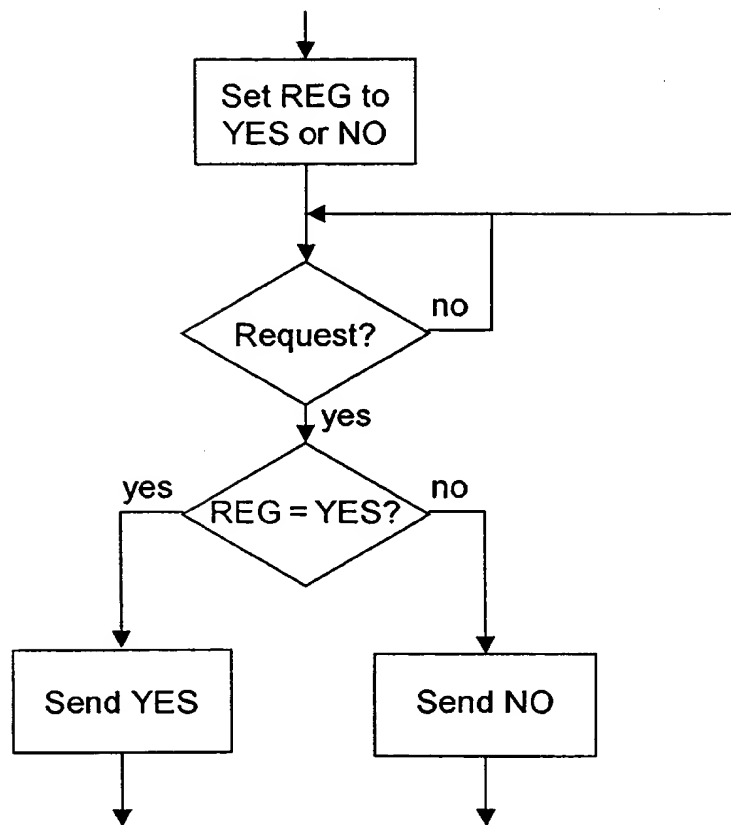 Set REG to
YES or NO
no
Request?
yes
yes
no
REG = YES?
Send YES
Send NO